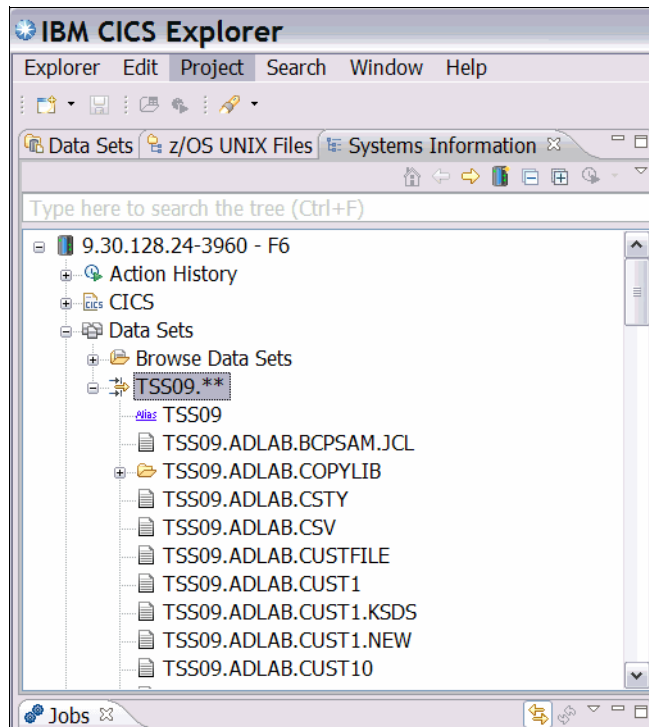 IBM CICS Explorer
Explorer Edit Project Search Window Help
Data Sets z/OS UNIX Files Systems Information
Type here to search the tree (Ctrl+F)
9.30.128.24-3960 - F6
Action History
CICS CICS
Data Sets
Browse Data Sets
TSS09.**
Alias TSS09
TSS09.ADLAB.BCPSAM.JCL
TSS09.ADLAB.COPYLIB
TSS09.ADLAB.CSTY
TSS09.ADLAB.CSV
TSS09.ADLAB.CUSTFILE
TSS09.ADLAB.CUST1
TSS09.ADLAB.CUST1.KSDS
TSS09.ADLAB.CUST1.NEW
TSS09.ADLAB.CUST10
Jobs